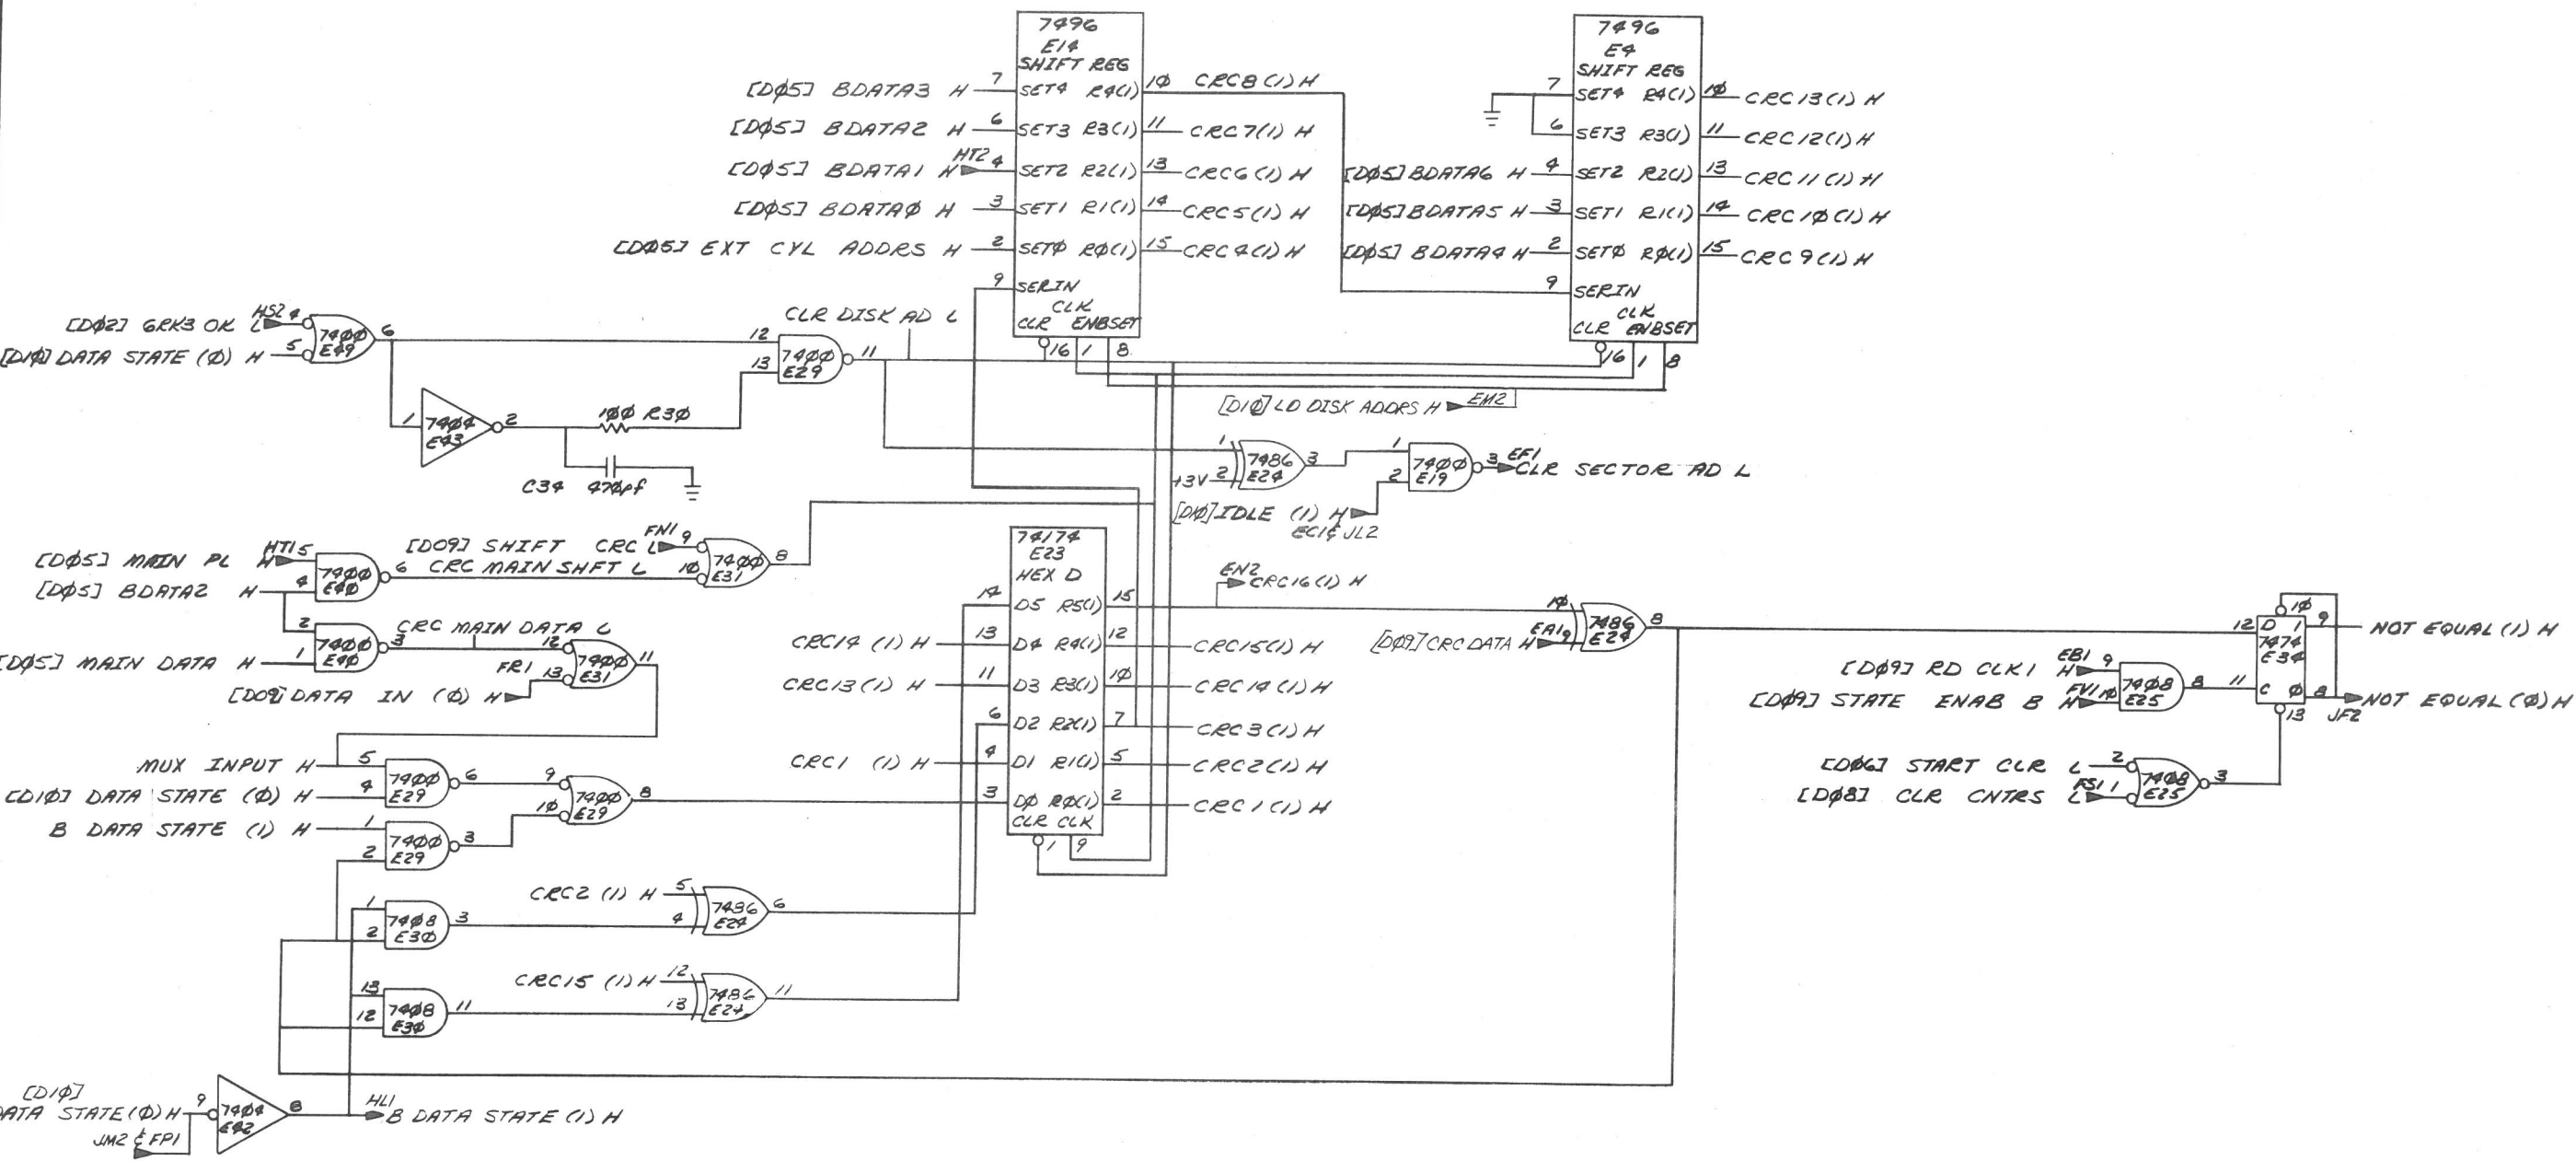 7496
E14
SHIFT REG
[DØ5] BDATA3 H 7 SET4 R4(1) 1Ø CRC8(1)H
[DØ5] BDATA2 H 6 SET3 R3(1) 11 CRC7(1) H
[DØ5] BDATA1 H HT2 4 SET2 R2(1) 13 CRC6(1) H
[DØ5] BDATAØ H 3 SET1 R1(1) 14 CRC5(1) H
[DØ5] EXT CYL ADDRS H 2 SETØ RØ(1) 15 CRC4(1) H
9 SERIN
CLK
CLR ENBSET
16 1 8
7496
E4
SHIFT REG
7 SET4 R4(1) 1Ø CRC13(1) H
6 SET3 R3(1) 11 CRC12(1) H
[DØ5] BDATA6 H 4 SET2 R2(1) 13 CRC11(1) H
[DØ5] BDATA5 H 3 SET1 R1(1) 14 CRC1Ø(1) H
[DØ5] BDATA4 H 2 SETØ RØ(1) 15 CRC9(1) H
9 SERIN
CLK
CLR ENBSET
16 1 8
[DØ2] GRK3 OK L HS2 4
[D1Ø] DATA STATE (Ø) H 5
7400
E49
6
1 7404 E43 2
1ØØ R3Ø
C34 47Øpf
12
13
7400
E29
11
CLR DISK AD L
[D1Ø] LD DISK ADDRS H EM2
1
+3V 2
7486
E24
3
[D1Ø] IDLE (1) H
EC1 & JL2
1
2
7400
E19
3 EF1
CLR SECTOR AD L
[DØ5] MAIN PL H HT1 5
[DØ5] BDATA2 H 4
7400
E4Ø
6 CRC MAIN SHFT L 1Ø
[DO9] SHIFT CRC L FN1 9
7400
E31
8
2
[DØ5] MAIN DATA H 1
7400
E4Ø
3 CRC MAIN DATA L 12
FR1 13
[DO9] DATA IN (Ø) H
7400
E31
11
MUX INPUT H 5
[D1Ø] DATA STATE (Ø) H 4
7400
E29
6
B DATA STATE (1) H 1
2
7400
E29
3
9
1Ø
7400
E29
8
74174
E23
HEX D
14 D5 R5(1) 15
EN2
CRC16(1) H
CRC14 (1) H 13 D4 R4(1) 12 CRC15(1) H
CRC13(1) H 11 D3 R3(1) 1Ø CRC14(1) H
6 D2 R2(1) 7 CRC3(1) H
CRC1 (1) H 4 D1 R1(1) 5 CRC2(1) H
3 DØ RØ(1) 2 CRC1(1) H
CLR CLK
1 9
1
2
7408
E3Ø
3
CRC2 (1) H 5
4
7486
E24
6
13
12
7408
E3Ø
11
CRC15 (1) H 12
13
7486
E24
11
1Ø
[DØ9] CRC DATA H EA1 9
7486
E24
8
[DØ9] RD CLK1 H EB1 9
[DØ9] STATE ENAB B H FV1 1Ø
7408
E25
8
1Ø
12 D 1 9 NOT EQUAL(1) H
7474
E34
11 C Ø 8 NOT EQUAL(Ø) H
13 JF2
[DØ6] START CLR L 2
[DØ8] CLR CNTRS L FS1 1
7408
E25
3
[D1Ø]
DATA STATE(Ø) H 9
JM2 & FP1
7404
E42
8 HL1
B DATA STATE (1) H